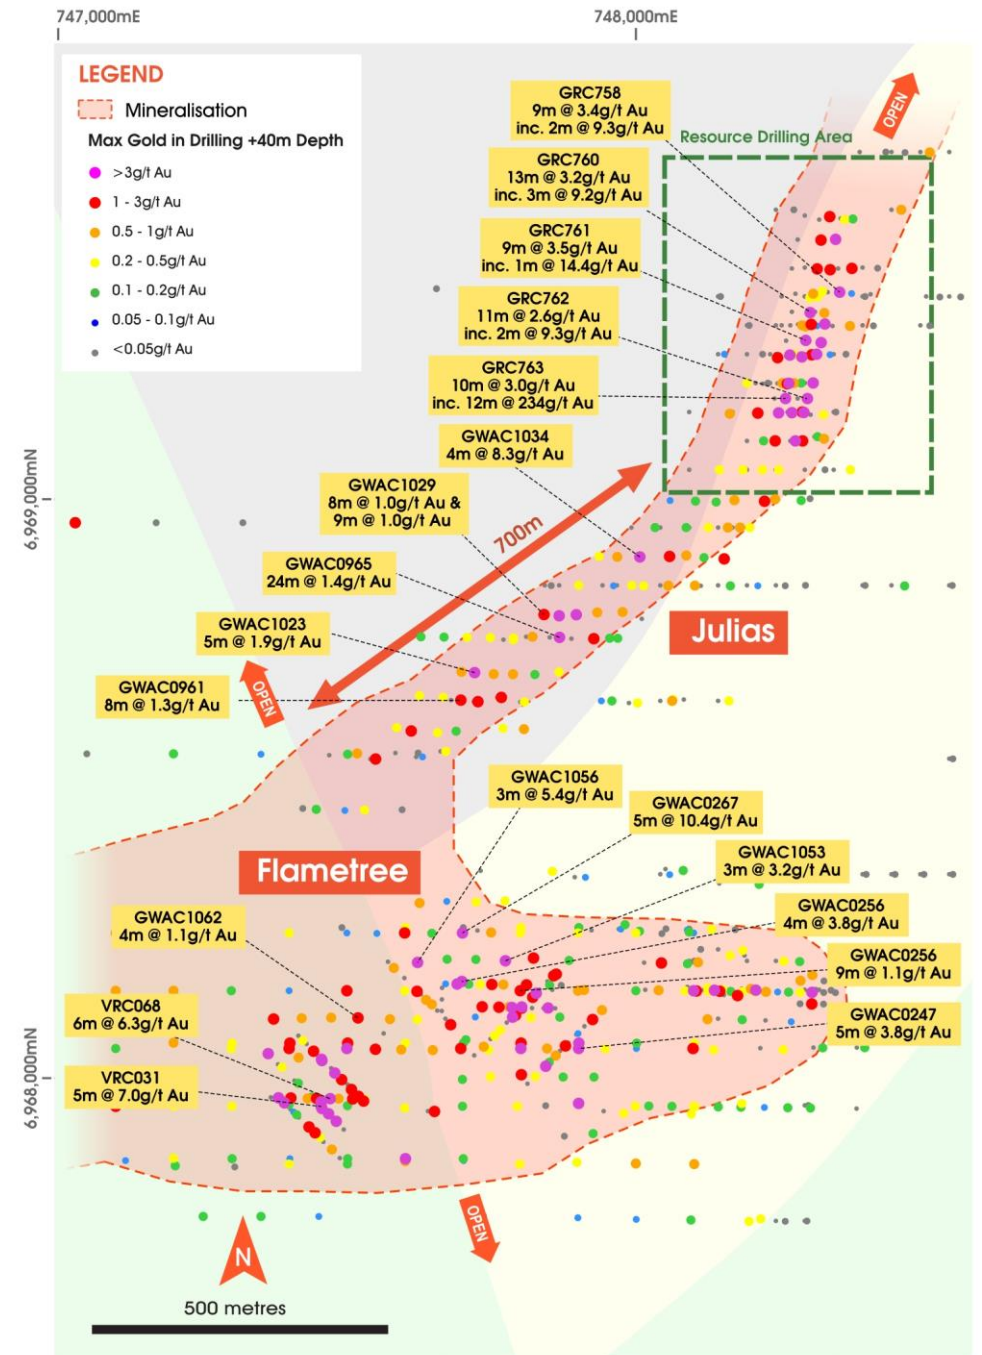 747,000mE
748,000mE
LEGEND
Mineralisation
Max Gold in Drilling +40m Depth
>3g/t Au
1 - 3g/t Au
0.5 - 1g/t Au
0.2 - 0.5g/t Au
0.1 - 0.2g/t Au
0.05 - 0.1g/t Au
<0.05g/t Au
GRC758
9m @ 3.4g/t Au
inc. 2m @ 9.3g/t Au
OPEN
Resource Drilling Area
GRC760
13m @ 3.2g/t Au
inc. 3m @ 9.2g/t Au
GRC761
9m @ 3.5g/t Au
inc. 1m @ 14.4g/t Au
GRC762
11m @ 2.6g/t Au
inc. 2m @ 9.3g/t Au
GRC763
10m @ 3.0g/t Au
inc. 12m @ 234g/t Au
GWAC1034
4m @ 8.3g/t Au
6,969,000mN
GWAC1029
8m @ 1.0g/t Au &
9m @ 1.0g/t Au
700m
GWAC0965
24m @ 1.4g/t Au
GWAC1023
5m @ 1.9g/t Au
Julias
GWAC0961
8m @ 1.3g/t Au
OPEN
GWAC1056
3m @ 5.4g/t Au
GWAC0267
5m @ 10.4g/t Au
GWAC1053
3m @ 3.2g/t Au
Flametree
GWAC0256
4m @ 3.8g/t Au
GWAC1062
4m @ 1.1g/t Au
GWAC0256
9m @ 1.1g/t Au
VRC068
6m @ 6.3g/t Au
GWAC0247
5m @ 3.8g/t Au
6,968,000mN
VRC031
5m @ 7.0g/t Au
OPEN
N
500 metres